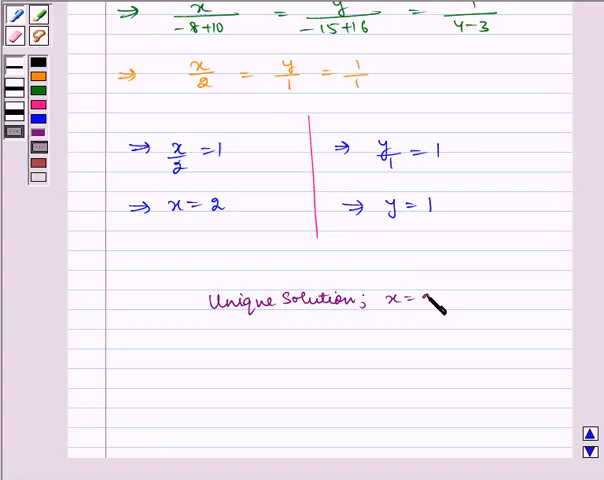 ⇒ x/-8+10 = y/-15+16 = 1/4-3
⇒ x/2 = y/1 = 1/1
⇒ x/2 = 1
⇒ x = 2
⇒ y/1 = 1
⇒ y = 1
Unique Solution; x =